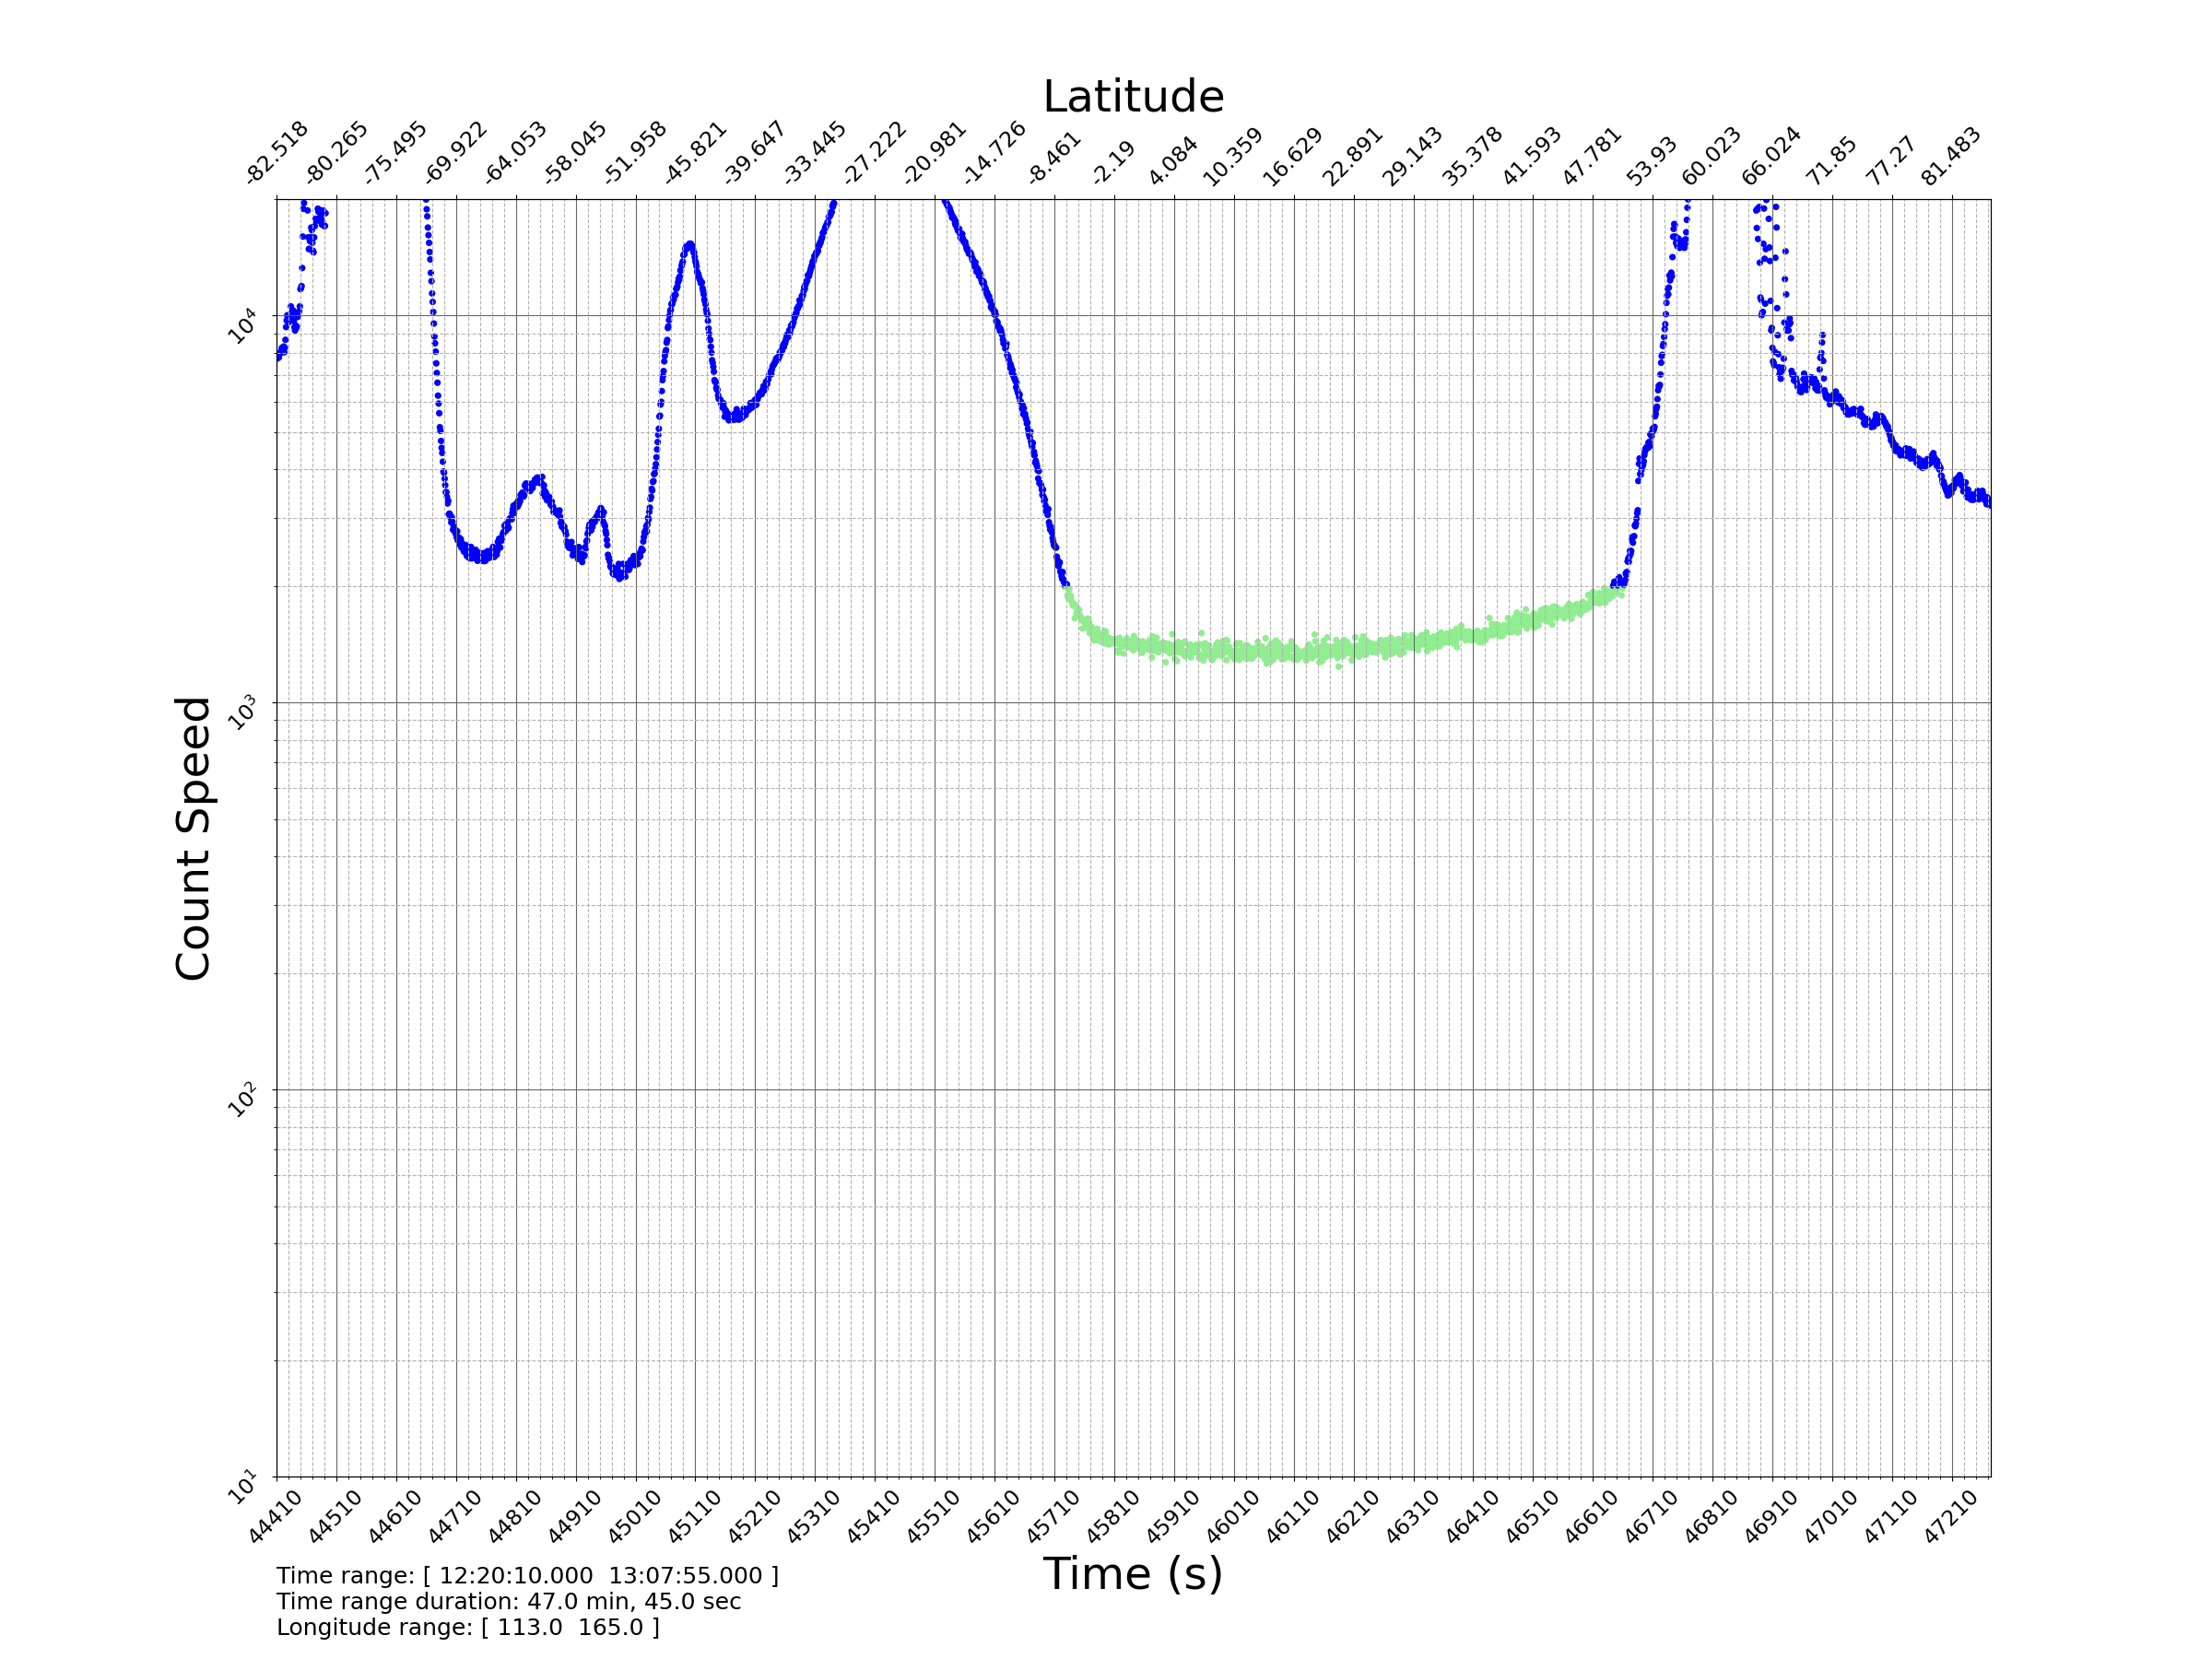 Latitude
-82.518 -80.265 -75.495 -69.922 -64.053 -58.045 -51.958 -45.821 -39.647 -33.445 -27.222 -20.981 -14.726 -8.461 -2.19 4.084 10.359 16.629 22.891 29.143 35.378 41.593 47.781 53.93 60.023 66.024 71.85 77.27 81.483
10⁴
10³
Count Speed
10²
10¹
44410 44510 44610 44710 44810 44910 45010 45110 45210 45310 45410 45510 45610 45710 45810 45910 46010 46110 46210 46310 46410 46510 46610 46710 46810 46910 47010 47110 47210
Time (s)
Time range: [ 12:20:10.000  13:07:55.000 ]
Time range duration: 47.0 min, 45.0 sec
Longitude range: [ 113.0  165.0 ]